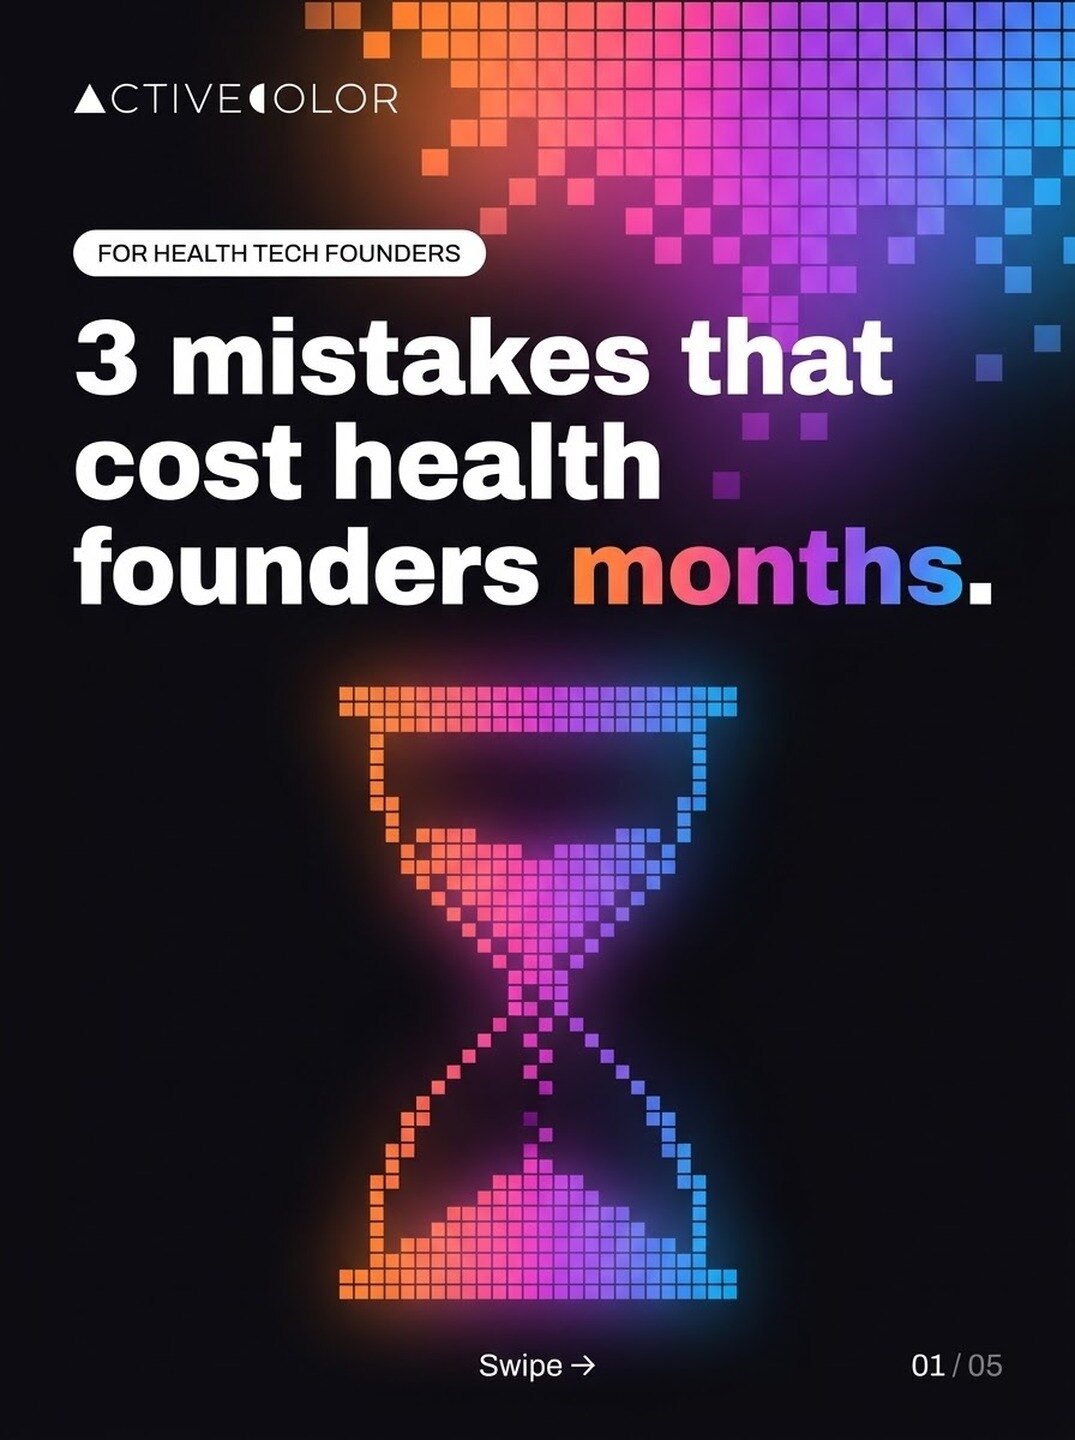 ACTIVECOLOR
FOR HEALTH TECH FOUNDERS
3 mistakes that
cost health
founders months.
Swipe →
01 / 05